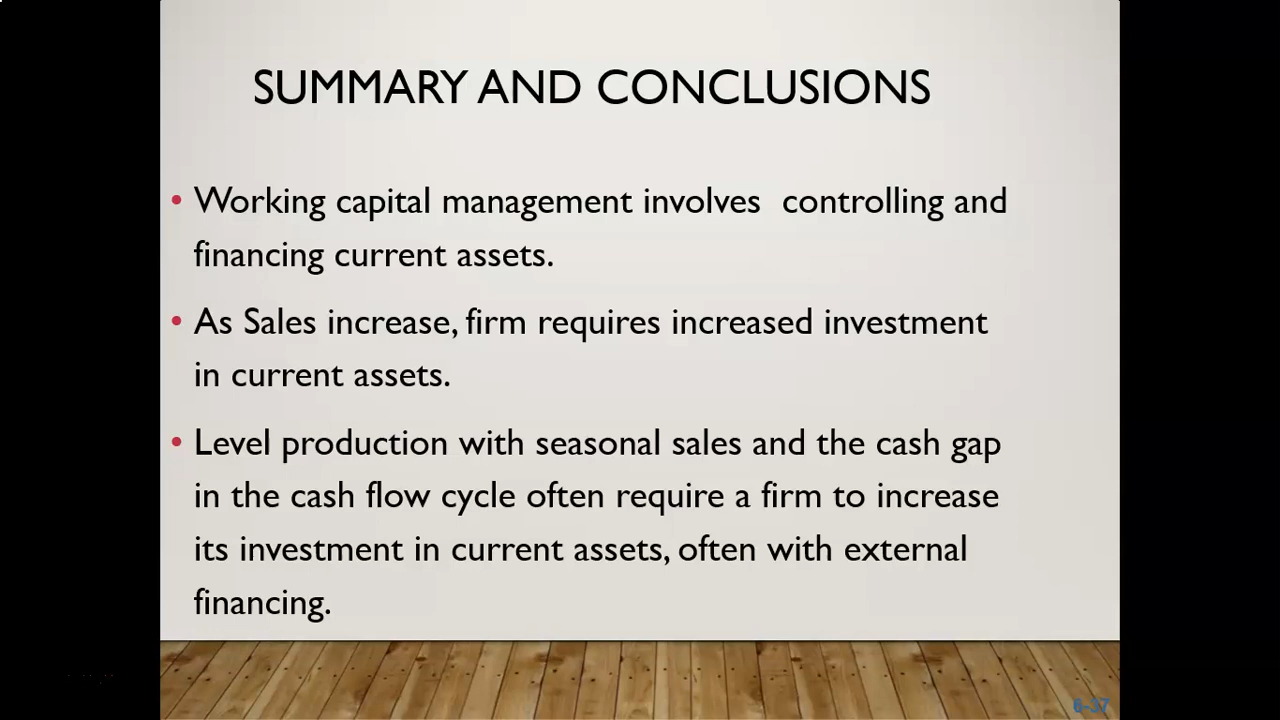 SUMMARY AND CONCLUSIONS
• Working capital management involves  controlling and
financing current assets.
• As Sales increase, firm requires increased investment
in current assets.
• Level production with seasonal sales and the cash gap
in the cash flow cycle often require a firm to increase
its investment in current assets, often with external
financing.
6-37